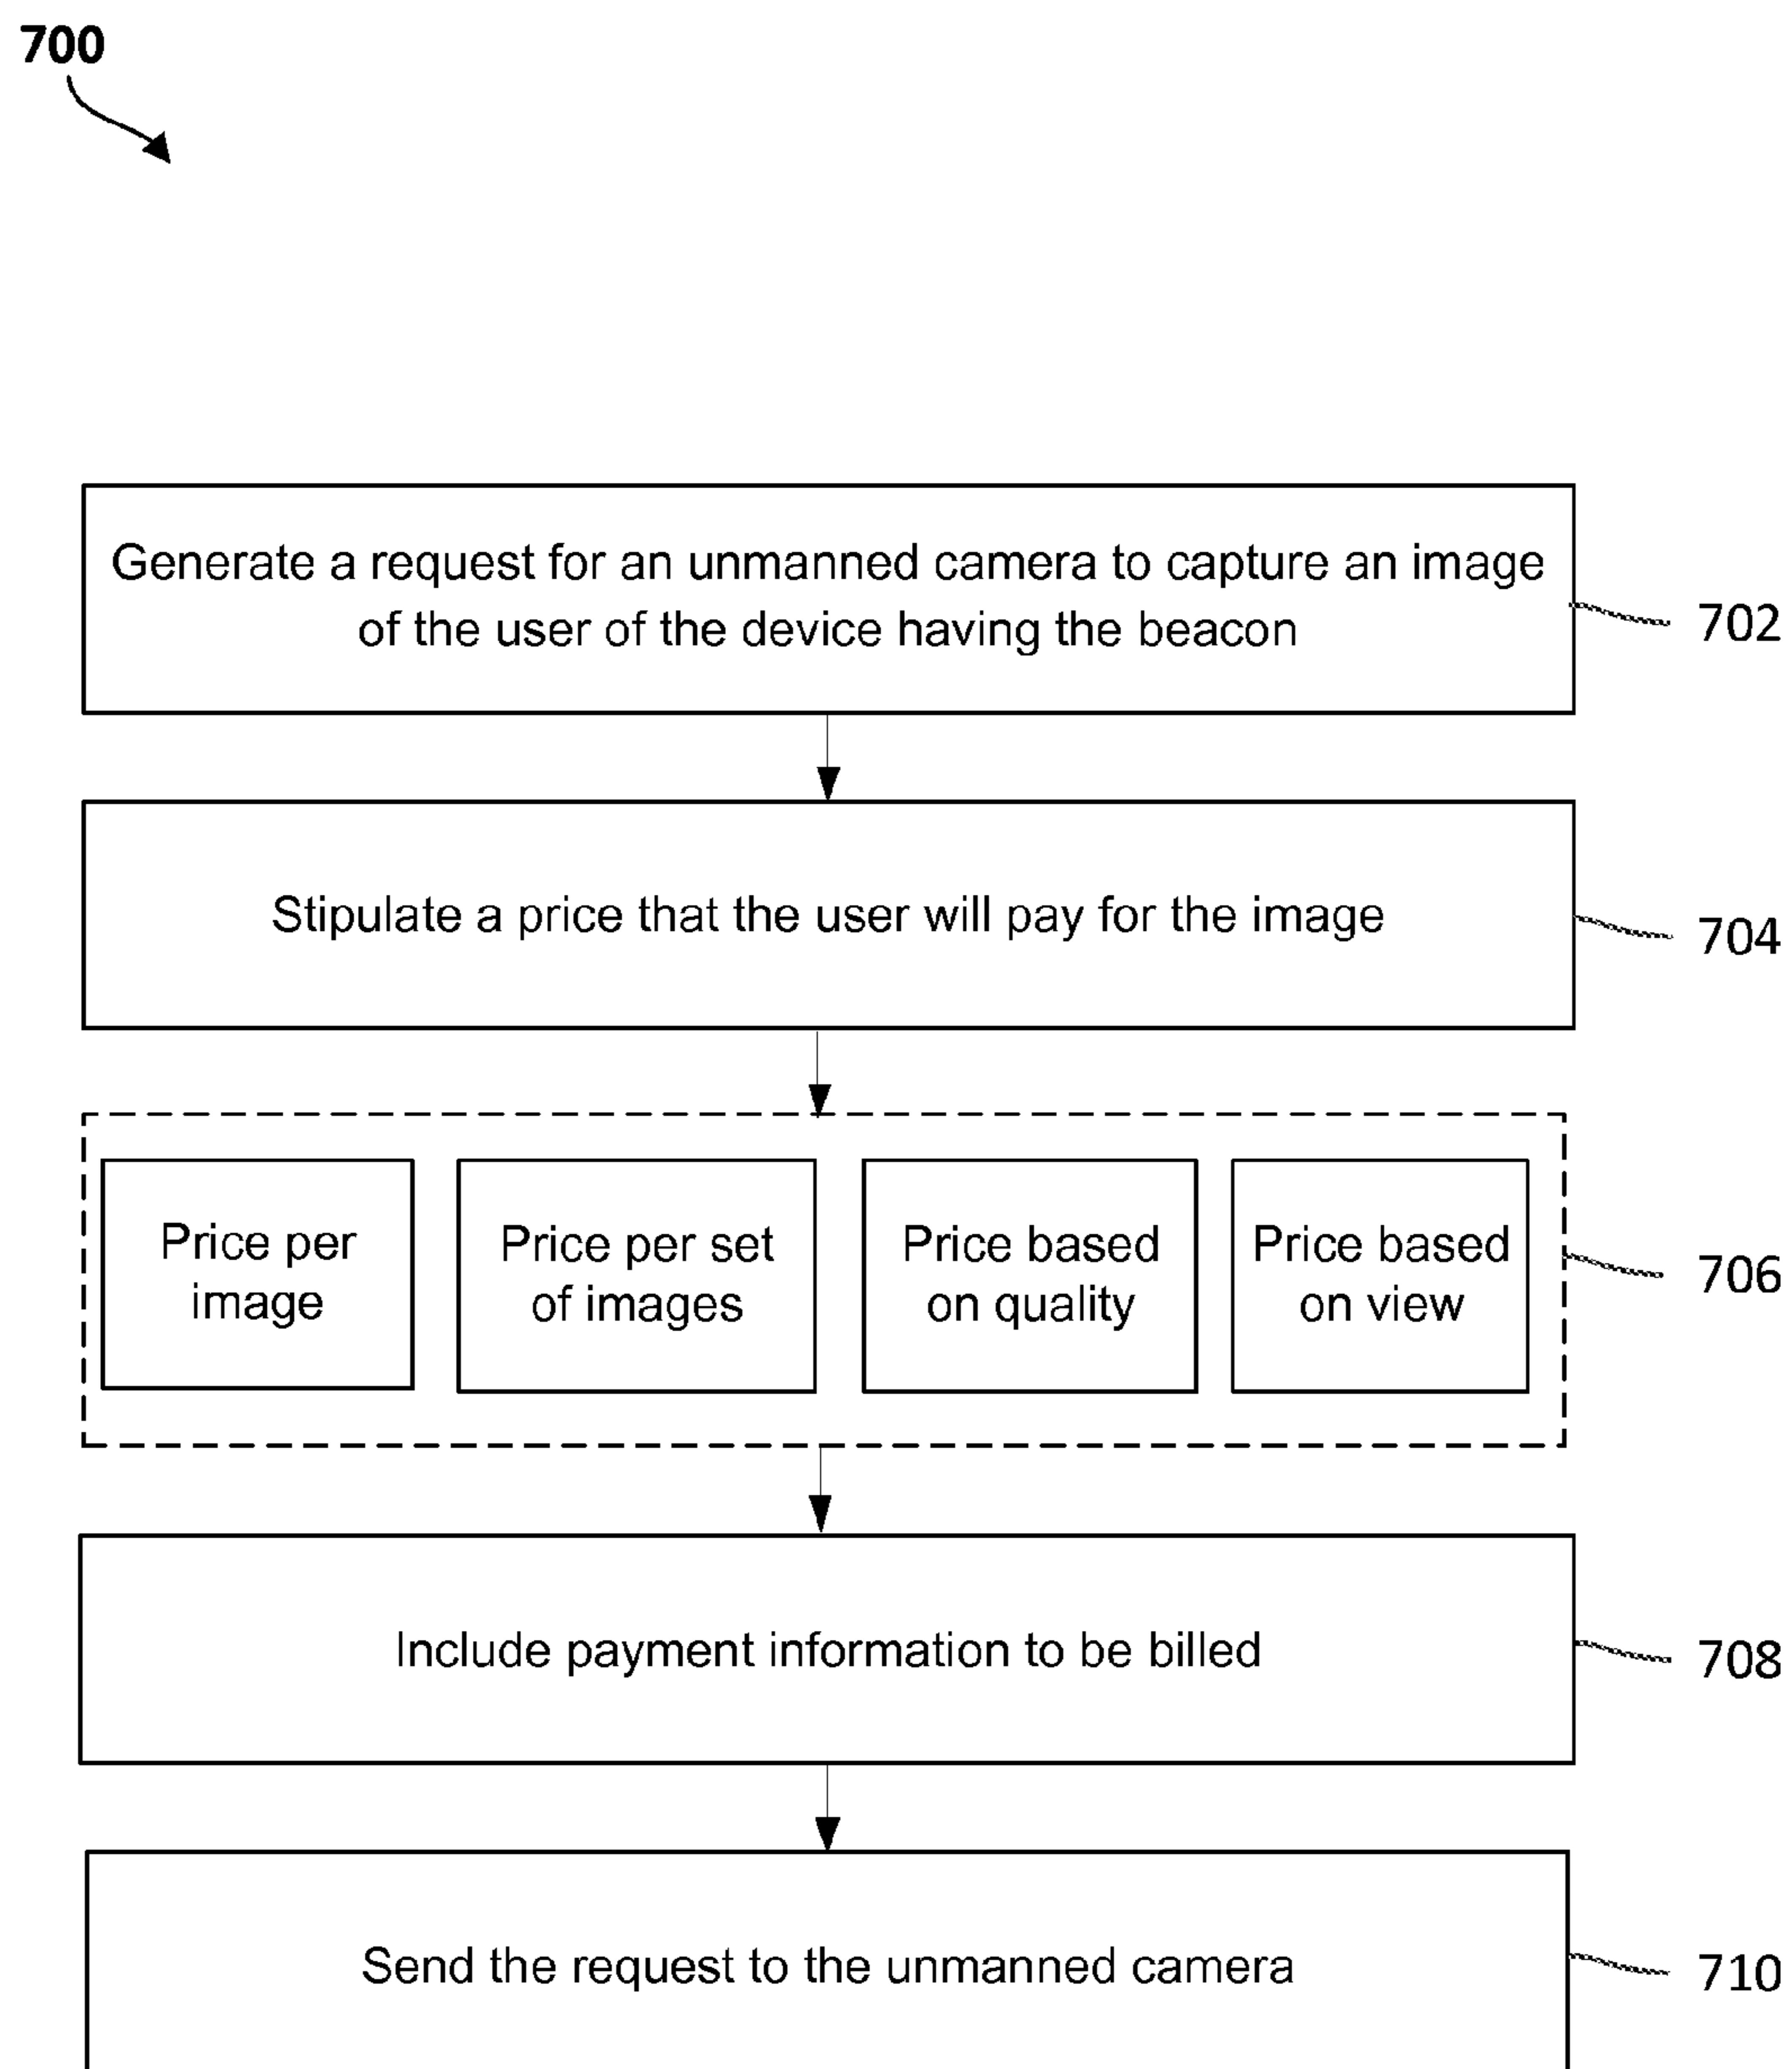 700
Generate a request for an unmanned camera to capture an image
of the user of the device having the beacon
702
Stipulate a price that the user will pay for the image
704
Price per
image
Price per set
of images
Price based
on quality
Price based
on view
706
Include payment information to be billed
708
Send the request to the unmanned camera
710